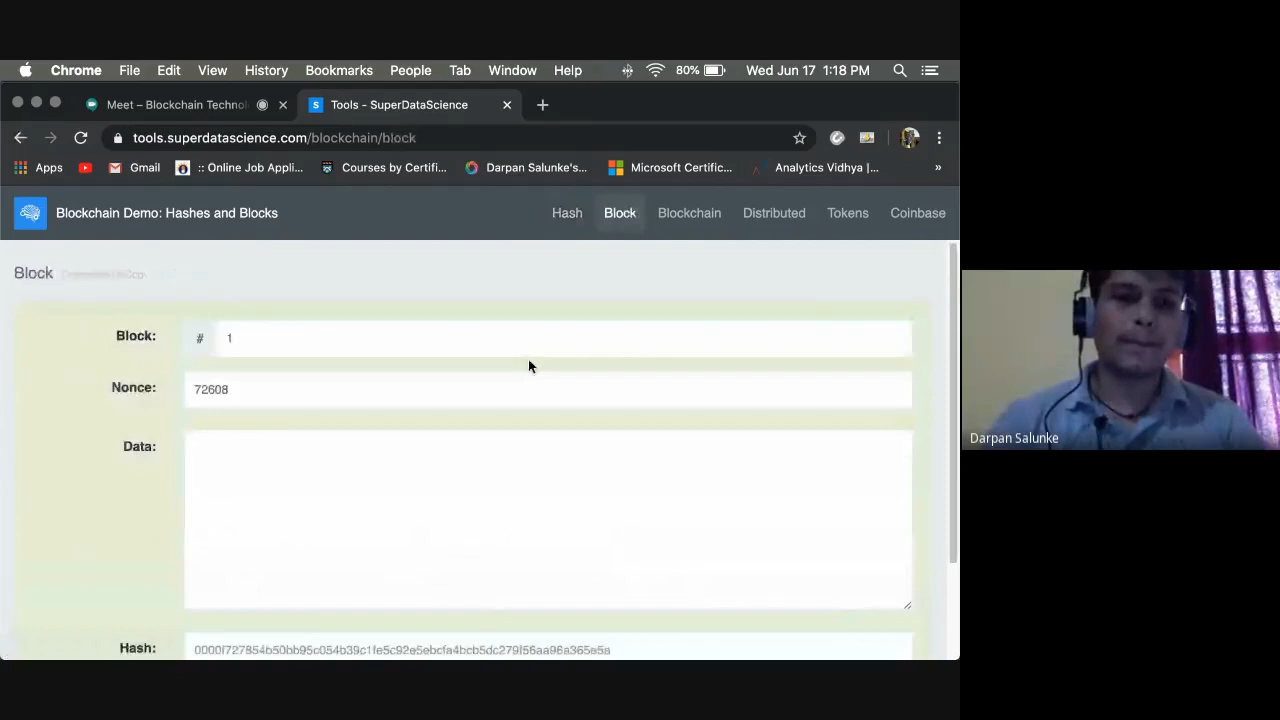 Chrome File Edit View History Bookmarks People Tab Window Help 80% Wed Jun 17 1:18 PM
Meet – Blockchain Technol Tools - SuperDataScience
tools.superdatascience.com/blockchain/block
Apps Gmail :: Online Job Appli... Courses by Certifi... Darpan Salunke's... Microsoft Certific... Analytics Vidhya |... »
Blockchain Demo: Hashes and Blocks Hash Block Blockchain Distributed Tokens Coinbase
Block
Block: # 1
Nonce: 72608
Data:
Hash: 0000f727854b50bb95c054b39c1fe5c92e5ebcfa4bcb5dc279f56aa96a365e5a
Darpan Salunke